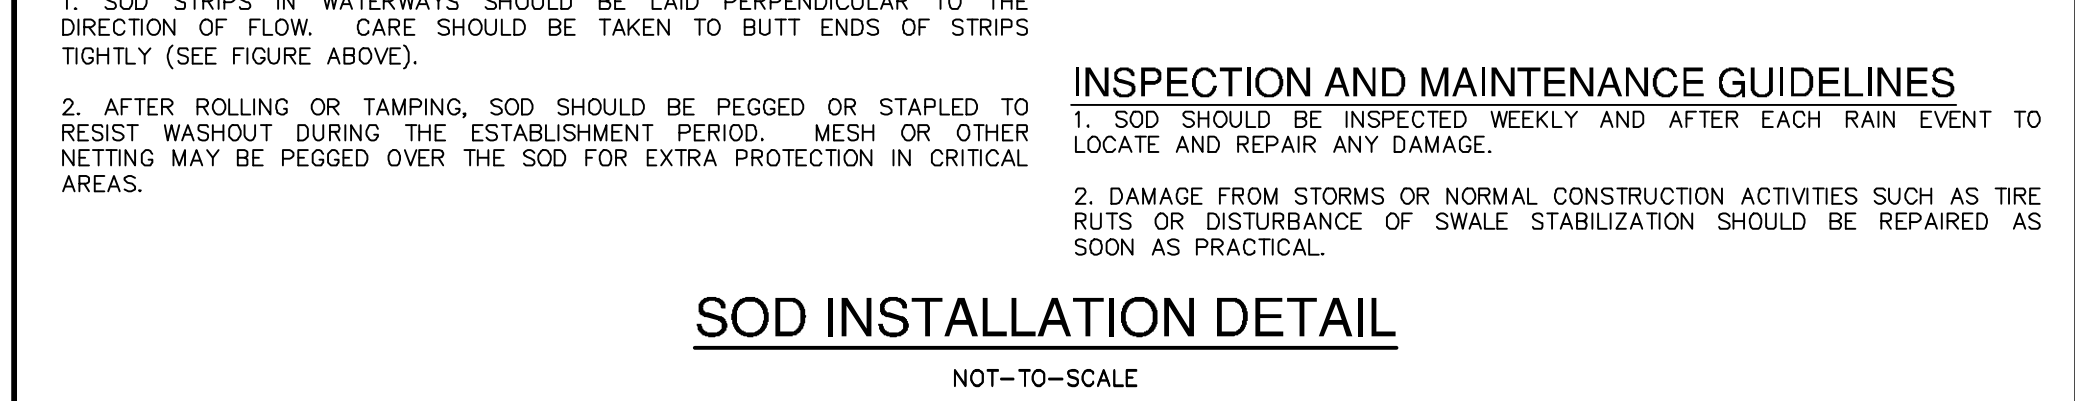 1. SOD STRIPS IN WATERWAYS SHOULD BE LAID PERPENDICULAR TO THE
DIRECTION OF FLOW. CARE SHOULD BE TAKEN TO BUTT ENDS OF STRIPS
TIGHTLY (SEE FIGURE ABOVE).
2. AFTER ROLLING OR TAMPING, SOD SHOULD BE PEGGED OR STAPLED TO
RESIST WASHOUT DURING THE ESTABLISHMENT PERIOD. MESH OR OTHER
NETTING MAY BE PEGGED OVER THE SOD FOR EXTRA PROTECTION IN CRITICAL
AREAS.
INSPECTION AND MAINTENANCE GUIDELINES
1. SOD SHOULD BE INSPECTED WEEKLY AND AFTER EACH RAIN EVENT TO
LOCATE AND REPAIR ANY DAMAGE.
2. DAMAGE FROM STORMS OR NORMAL CONSTRUCTION ACTIVITIES SUCH AS TIRE
RUTS OR DISTURBANCE OF SWALE STABILIZATION SHOULD BE REPAIRED AS
SOON AS PRACTICAL.
SOD INSTALLATION DETAIL
NOT-TO-SCALE